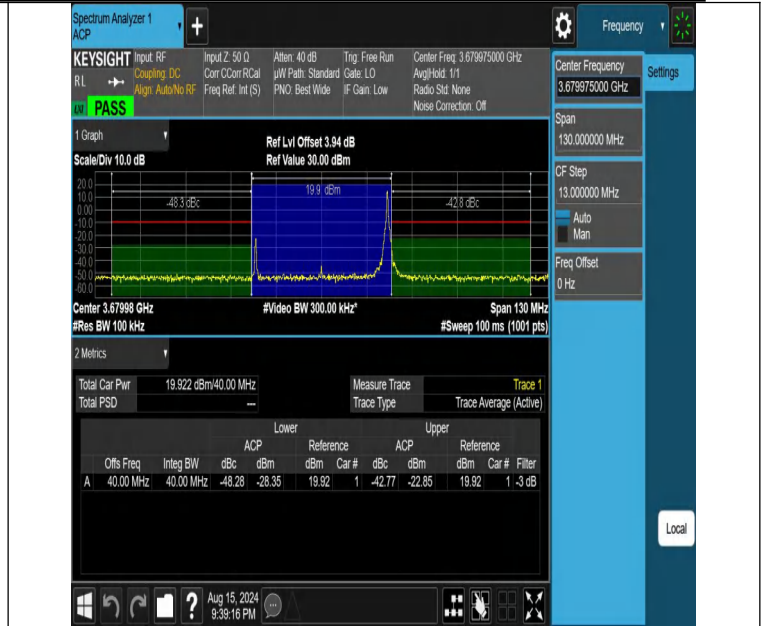 Spectrum Analyzer 1
ACP
+
Frequency
KEYSIGHT Input: RF Input Z: 50 Ω Atten: 40 dB Trig: Free Run Center Freq: 3.679975000 GHz
RL Coupling: DC Corr CCorr RCal µW Path: Standard Gate: LO Avg|Hold: 1/1
Align: Auto/No RF Freq Ref: Int (S) PNO: Best Wide IF Gain: Low Radio Std: None
PASS Noise Correction: Off
Center Frequency
3.679975000 GHz
Settings
Span
130.000000 MHz
CF Step
13.000000 MHz
Auto
Man
Freq Offset
0 Hz
1 Graph
Ref Lvl Offset 3.94 dB
Scale/Div 10.0 dB Ref Value 30.00 dBm
20.0
10.0
0.00
-10.0
-20.0
-30.0
-40.0
-50.0
-60.0
-48.3 dBc 19.9 dBm -42.8 dBc
Center 3.67998 GHz #Video BW 300.00 kHz* Span 130 MHz
#Res BW 100 kHz #Sweep 100 ms (1001 pts)
2 Metrics
Total Car Pwr 19.922 dBm/40.00 MHz Measure Trace Trace 1
Total PSD --- Trace Type Trace Average (Active)
Lower Upper
ACP Reference ACP Reference
Offs Freq Integ BW dBc dBm dBm Car # dBc dBm dBm Car # Filter
A 40.00 MHz 40.00 MHz -48.28 -28.35 19.92 1 -42.77 -22.85 19.92 1 -3 dB
Local
? Aug 15, 2024
9:39:16 PM